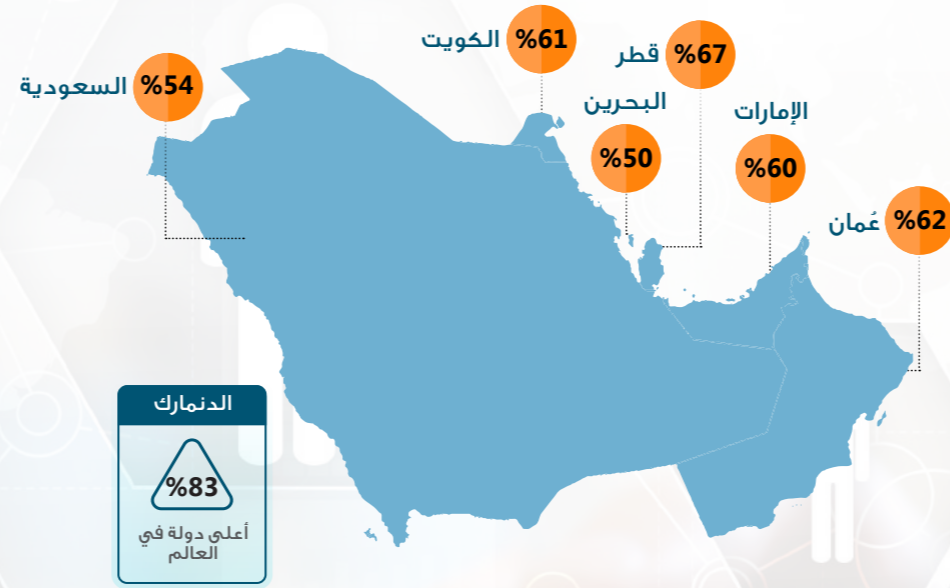 الكويت
%61
قطر
%67
السعودية
%54
البحرين
%50
الإمارات
%60
عُمان
%62
الدنمارك
%83
أعلى دولة في
العالم